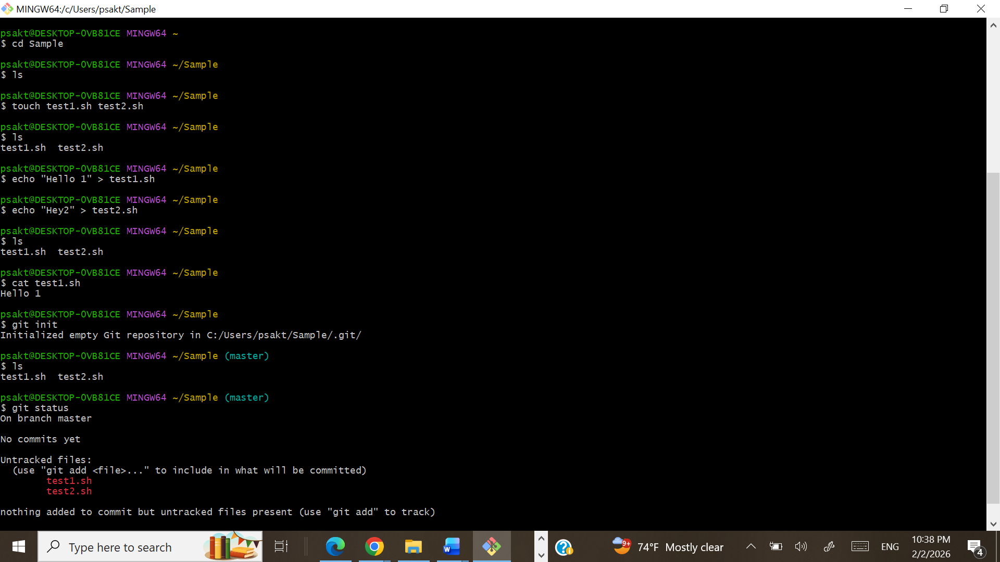 MINGW64:/c/Users/psakt/Sample
psakt@DESKTOP-OVB81CE MINGW64 ~
$ cd Sample
psakt@DESKTOP-OVB81CE MINGW64 ~/Sample
$ ls
psakt@DESKTOP-OVB81CE MINGW64 ~/Sample
$ touch test1.sh test2.sh
psakt@DESKTOP-OVB81CE MINGW64 ~/Sample
$ ls
test1.sh  test2.sh
psakt@DESKTOP-OVB81CE MINGW64 ~/Sample
$ echo "Hello 1" > test1.sh
psakt@DESKTOP-OVB81CE MINGW64 ~/Sample
$ echo "Hey2" > test2.sh
psakt@DESKTOP-OVB81CE MINGW64 ~/Sample
$ ls
test1.sh  test2.sh
psakt@DESKTOP-OVB81CE MINGW64 ~/Sample
$ cat test1.sh
Hello 1
psakt@DESKTOP-OVB81CE MINGW64 ~/Sample
$ git init
Initialized empty Git repository in C:/Users/psakt/Sample/.git/
psakt@DESKTOP-OVB81CE MINGW64 ~/Sample (master)
$ ls
test1.sh  test2.sh
psakt@DESKTOP-OVB81CE MINGW64 ~/Sample (master)
$ git status
On branch master
No commits yet
Untracked files:
  (use "git add <file>..." to include in what will be committed)
        test1.sh
        test2.sh
nothing added to commit but untracked files present (use "git add" to track)
Type here to search
9+
74°F Mostly clear
ENG
10:38 PM
2/2/2026
4